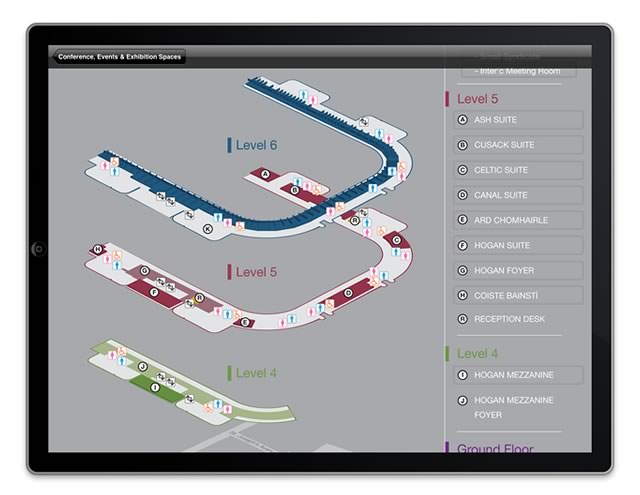 Conference, Events & Exhibition Spaces
- Small Syndicate
- Inter c Meeting Room
Level 5
A ASH SUITE
B CUSACK SUITE
C CELTIC SUITE
D CANAL SUITE
E ARD CHOMHAIRLE
F HOGAN SUITE
G HOGAN FOYER
H COISTE BAINSTÍ
R RECEPTION DESK
Level 4
I HOGAN MEZZANINE
J HOGAN MEZZANINE
FOYER
Ground Floor
Level 6
K
A
B
R
C
Level 5
H
G
F
R
D
E
Level 4
J
I